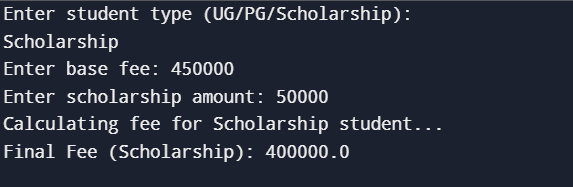 Enter student type (UG/PG/Scholarship):
Scholarship
Enter base fee: 450000
Enter scholarship amount: 50000
Calculating fee for Scholarship student...
Final Fee (Scholarship): 400000.0